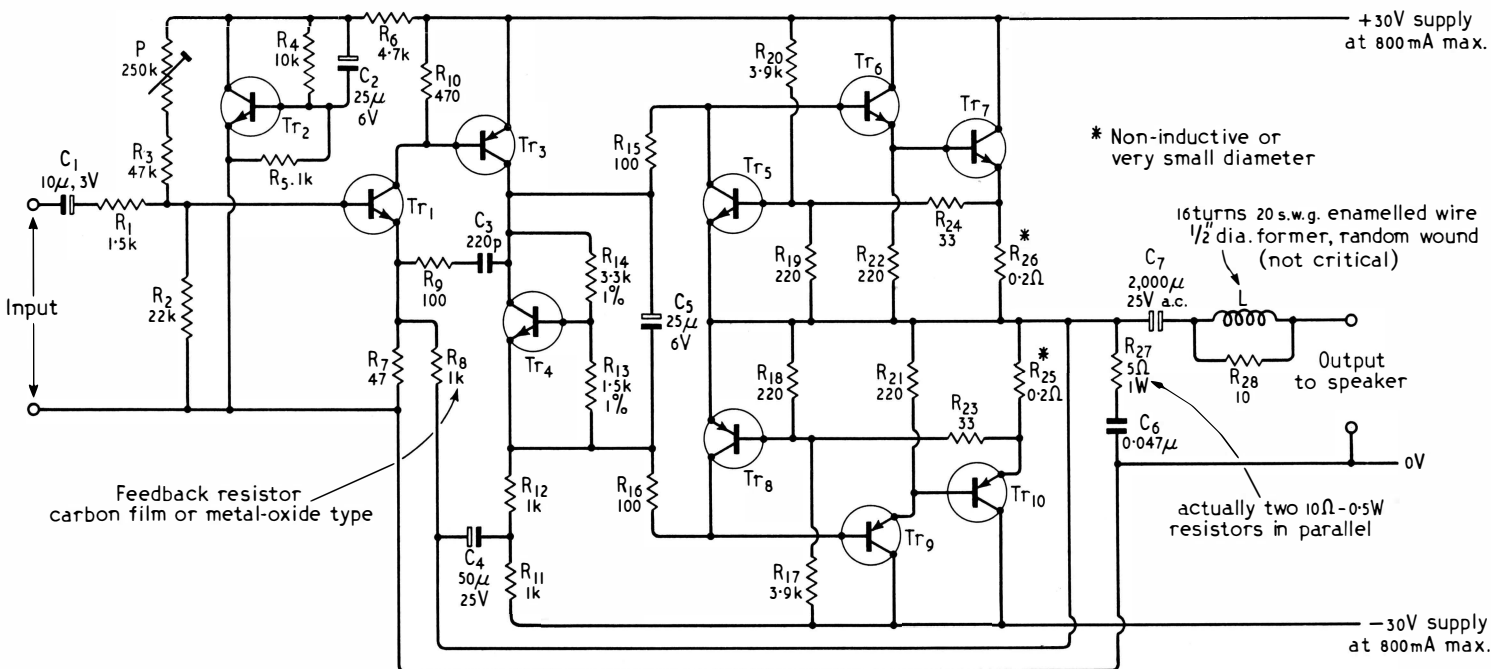 P
250k
R4
10k
R6
4.7k
C2
25μ
6V
Tr2
R10
470
Tr3
R20
3·9k
Tr6
Tr7
+30V supply
at 800mA max.
* Non-inductive or
very small diameter
C1
10μ, 3V
R3
47k
R5. 1k
R1
1·5k
Tr1
R15
100
Tr5
R24
33
*
R26
0·2Ω
16 turns 20 s.w.g. enamelled wire
1/2" dia. former, random wound
(not critical)
Input
R2
22k
C3
220p
R9
100
R14
3·3k
1%
C5
25μ
6V
R19
220
R22
220
C7
2,000μ
25V a.c.
L
R7
47
R8
1k
Tr4
R13
1·5k
1%
R18
220
R21
220
*
R25
0·2Ω
R27
5Ω
1W
R28
10
Output
to speaker
R23
33
C6
0·047μ
0V
Feedback resistor
carbon film or metal-oxide type
R12
1k
R16
100
Tr8
Tr9
Tr10
actually two 10Ω-0·5W
resistors in parallel
C4
50μ
25V
R11
1k
R17
3·9k
−30V supply
at 800mA max.